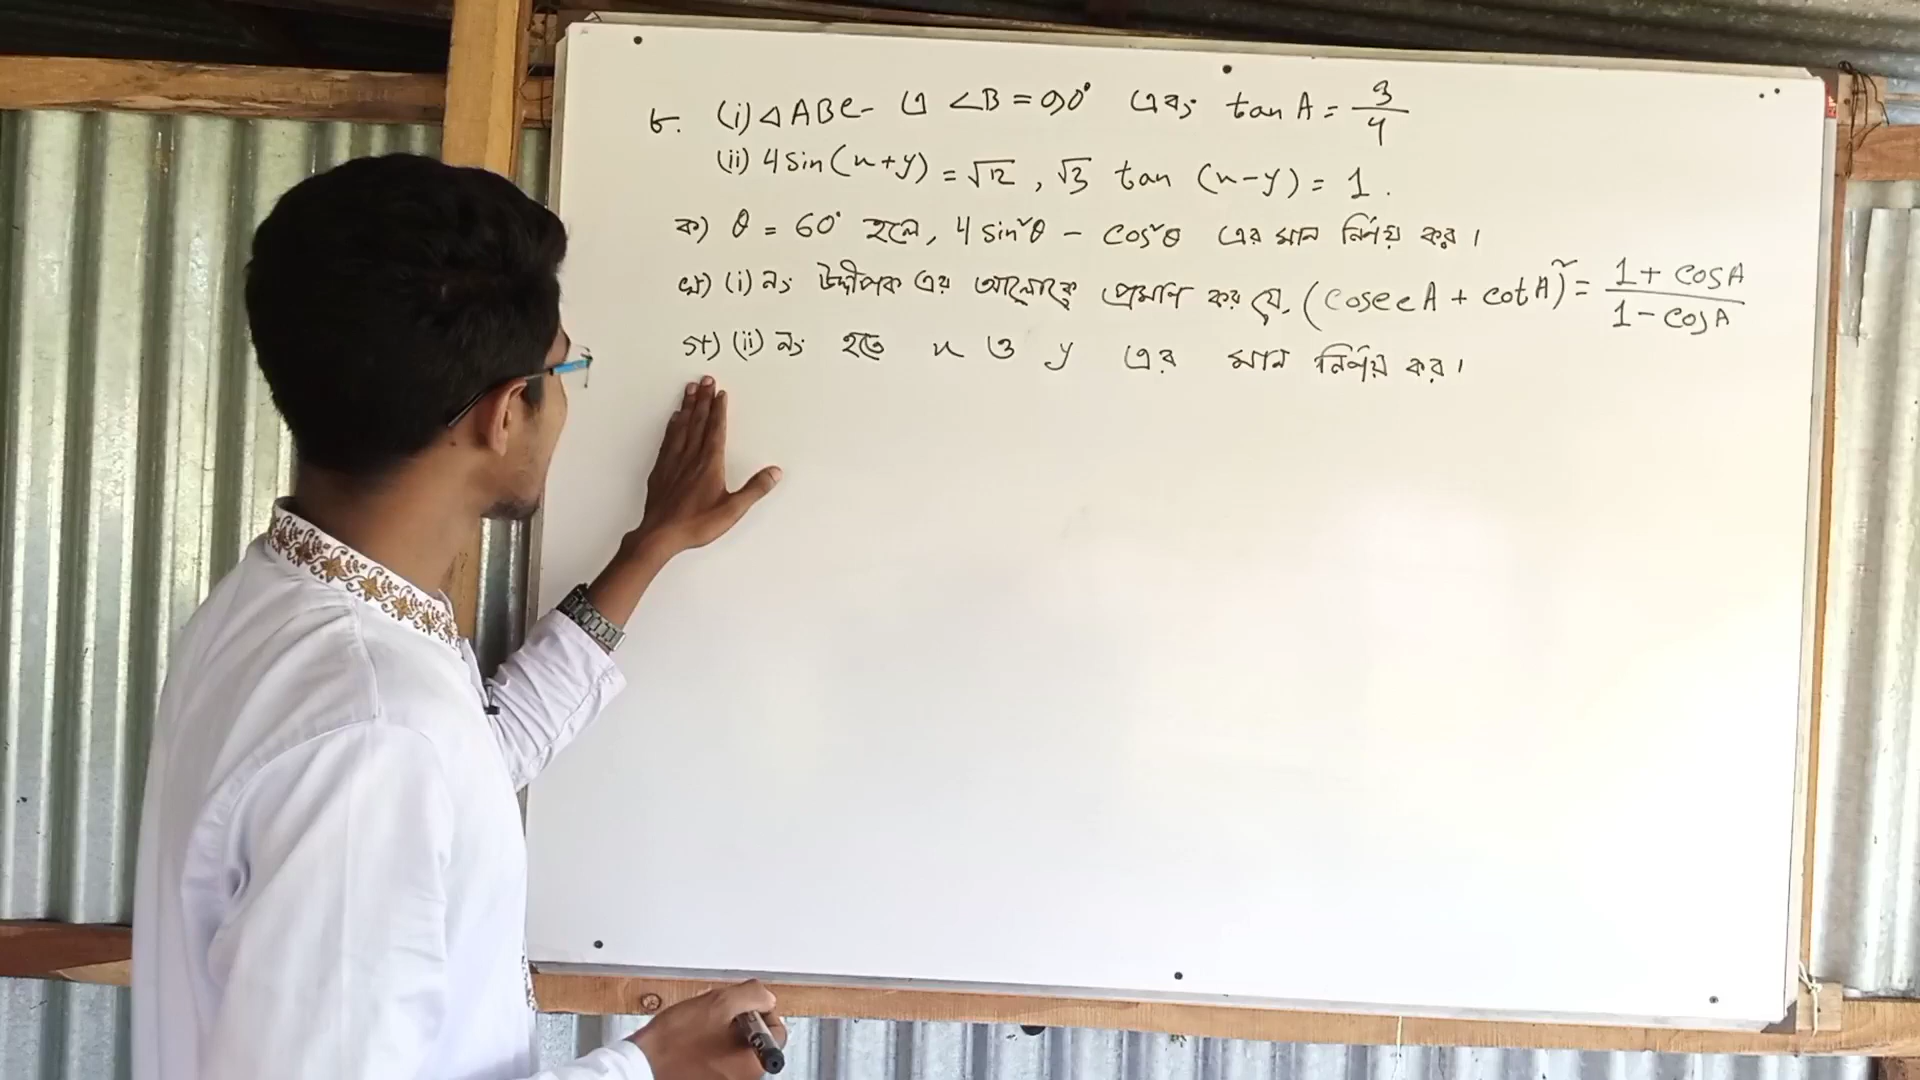 ৮. (i) △ABC- এ ∠B = 90° এবং tan A = 3/4
(ii) 4 sin(x+y) = √12, √3 tan (x-y) = 1.
ক) θ = 60° হলে, 4 sin²θ - cos²θ এর মান নির্ণয় কর।
খ) (i) নং উদ্দীপক এর আলোকে প্রমাণ কর যে, (cosec A + cot A)² = (1 + cos A)/(1 - cos A)
গ) (ii) নং হতে x ও y এর মান নির্ণয় কর।